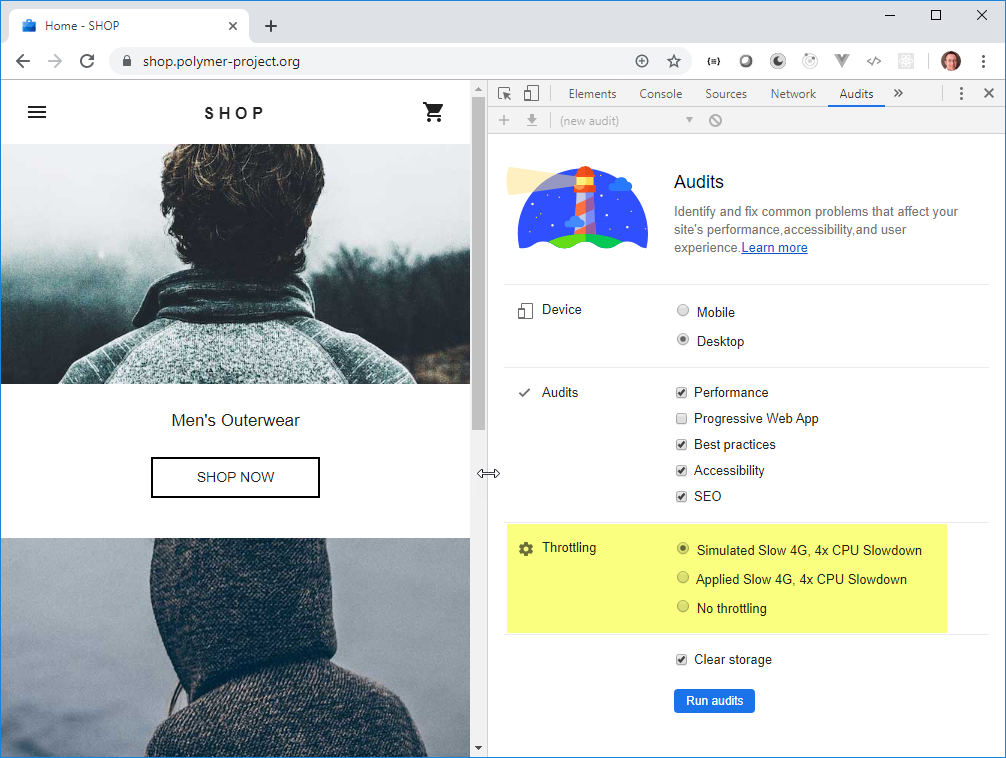 Home - SHOP
shop.polymer-project.org
SHOP
Men's Outerwear
SHOP NOW
Elements Console Sources Network Audits
(new audit)
Audits
Identify and fix common problems that affect your
site's performance,accessibility,and user
experience.Learn more
Device
Mobile
Desktop
Audits
Performance
Progressive Web App
Best practices
Accessibility
SEO
Throttling
Simulated Slow 4G, 4x CPU Slowdown
Applied Slow 4G, 4x CPU Slowdown
No throttling
Clear storage
Run audits